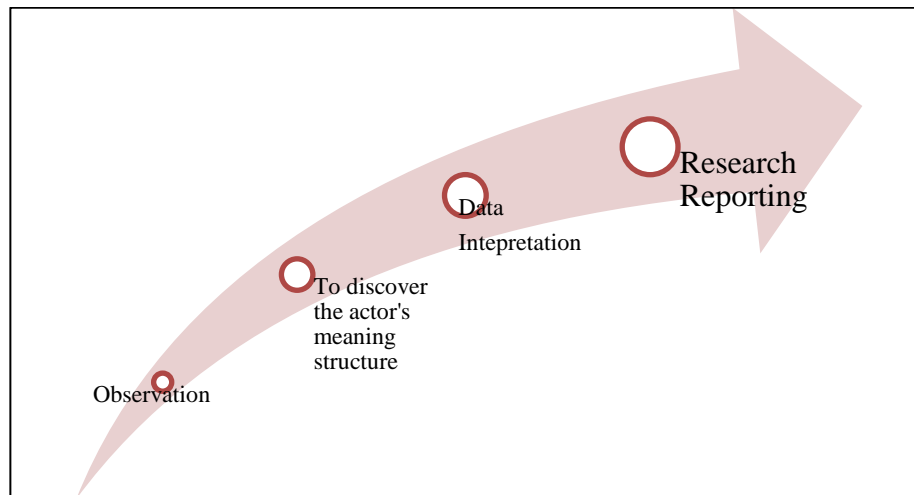 Observation
To discover
the actor's
meaning
structure
Data
Intepretation
Research
Reporting